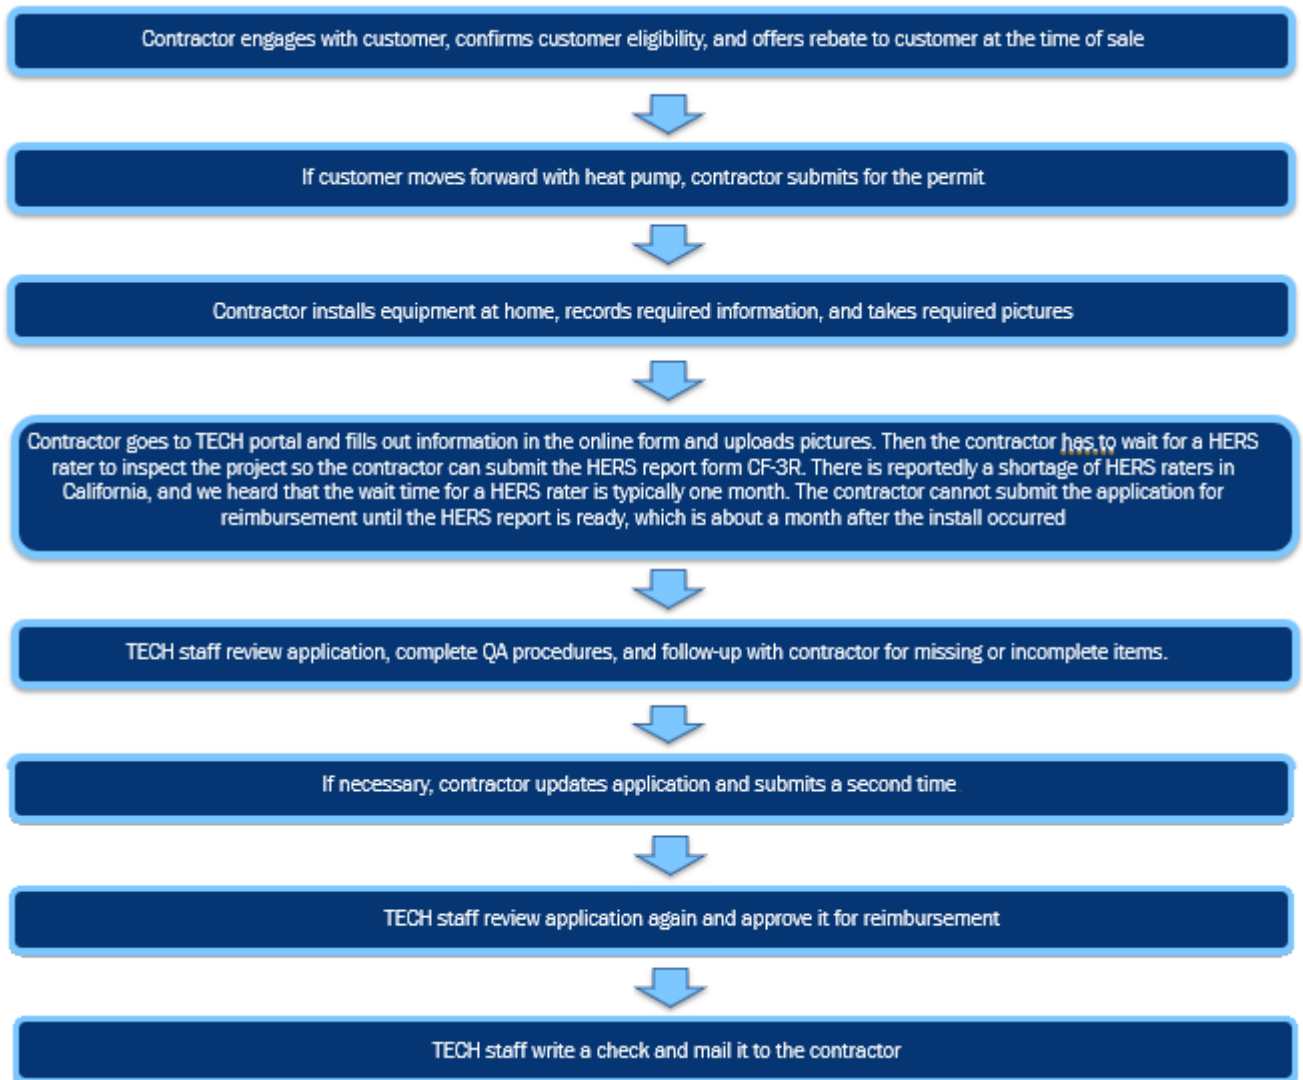 Contractor engages with customer, confirms customer eligibility, and offers rebate to customer at the time of sale
If customer moves forward with heat pump, contractor submits for the permit
Contractor installs equipment at home, records required information, and takes required pictures
Contractor goes to TECH portal and fills out information in the online form and uploads pictures. Then the contractor has to wait for a HERS
rater to inspect the project so the contractor can submit the HERS report form CF-3R. There is reportedly a shortage of HERS raters in
California, and we heard that the wait time for a HERS rater is typically one month. The contractor cannot submit the application for
reimbursement until the HERS report is ready, which is about a month after the install occurred
TECH staff review application, complete QA procedures, and follow-up with contractor for missing or incomplete items.
If necessary, contractor updates application and submits a second time
TECH staff review application again and approve it for reimbursement
TECH staff write a check and mail it to the contractor